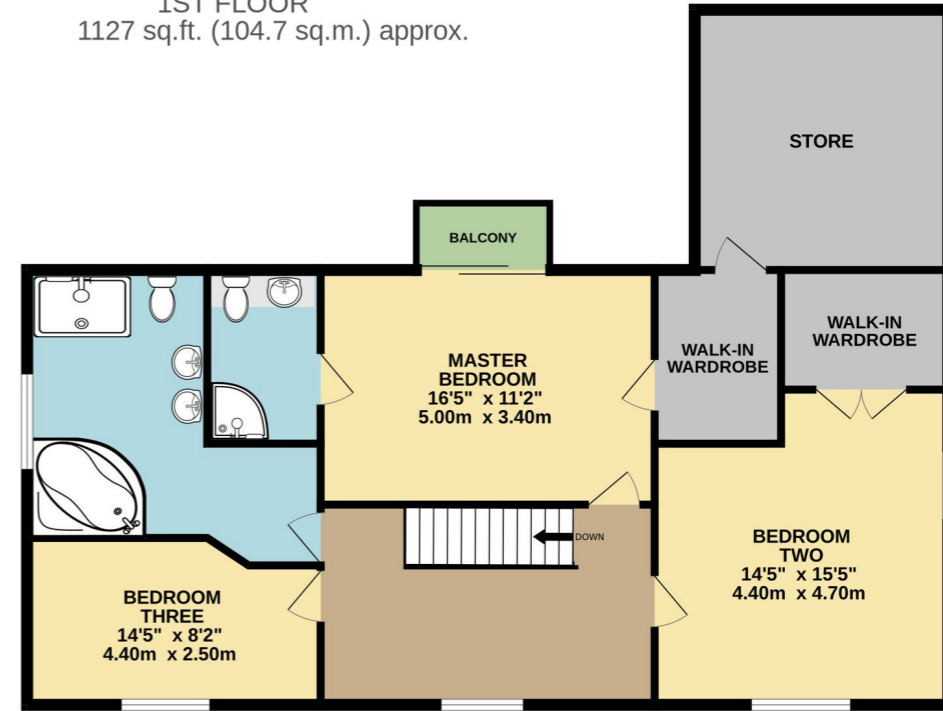 1ST FLOOR
1127 sq.ft. (104.7 sq.m.) approx.
STORE
BALCONY
MASTER
BEDROOM
16'5" x 11'2"
5.00m x 3.40m
WALK-IN
WARDROBE
WALK-IN
WARDROBE
DOWN
BEDROOM
TWO
14'5" x 15'5"
4.40m x 4.70m
BEDROOM
THREE
14'5" x 8'2"
4.40m x 2.50m